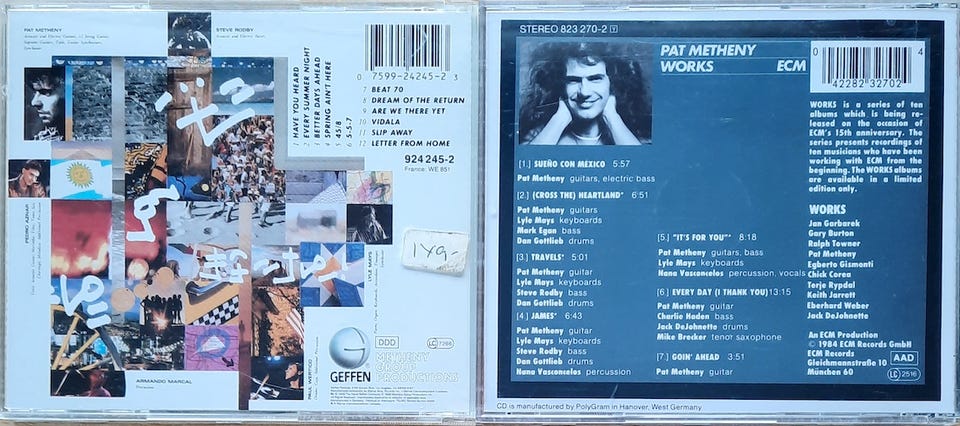 PAT METHENY
STEVE RODBY
0 7599-24245-2 3
1 HAVE YOU HEARD
2 EVERY SUMMER NIGHT
3 BETTER DAYS AHEAD
4 SPRING AIN'T HERE
5 45/8
6 5-5-7
7 BEAT 70
8 DREAM OF THE RETURN
9 ARE WE THERE YET
10 VIDALA
11 SLIP AWAY
12 LETTER FROM HOME
924 245-2
France: WE 851
PEDRO AZNAR
LYLE MAYS
149,-
PAUL WERTICO
ARMANDO MARCAL
Percussion
GEFFEN
DDD
LC 7266
METHENY
GROUP
PRODUCTIONS
STEREO 823 270-2 Y
PAT METHENY
WORKS ECM
0 42282 32702 4
[1.] SUEÑO CON MÉXICO 5:57
Pat Metheny guitars, electric bass
[2.] (CROSS THE) HEARTLAND* 6:51
Pat Metheny guitars
Lyle Mays keyboards
Mark Egan bass
Dan Gottlieb drums
[3.] TRAVELS* 5:01
Pat Metheny guitar
Lyle Mays keyboards
Steve Rodby bass
Dan Gottlieb drums
[4.] JAMES* 6:43
Pat Metheny guitar
Lyle Mays keyboards
Steve Rodby bass
Dan Gottlieb drums
Nana Vasconcelos percussion
[5.] "IT'S FOR YOU"* 8:18
Pat Metheny guitars, bass
Lyle Mays keyboards
Nana Vasconcelos percussion, vocals
[6.] EVERY DAY (I THANK YOU) 13:15
Pat Metheny guitar
Charlie Haden bass
Jack DeJohnette drums
Mike Brecker tenor saxophone
[7.] GOIN' AHEAD 3:51
Pat Metheny guitar
WORKS is a series of ten
albums which is being re-
leased on the occasion of
ECM's 15th anniversary. The
series presents recordings
of ten musicians who have been
working with ECM from the
beginning. The WORKS albums
are available in a limited
edition only.
WORKS
Jan Garbarek
Gary Burton
Ralph Towner
Pat Metheny
Egberto Gismonti
Chick Corea
Terje Rypdal
Keith Jarrett
Eberhard Weber
Jack DeJohnette
An ECM Production
© 1984 ECM Records GmbH
ECM Records
Gleichmannstraße 10
München 60
AAD
LC 2516
CD is manufactured by PolyGram in Hanover, West Germany